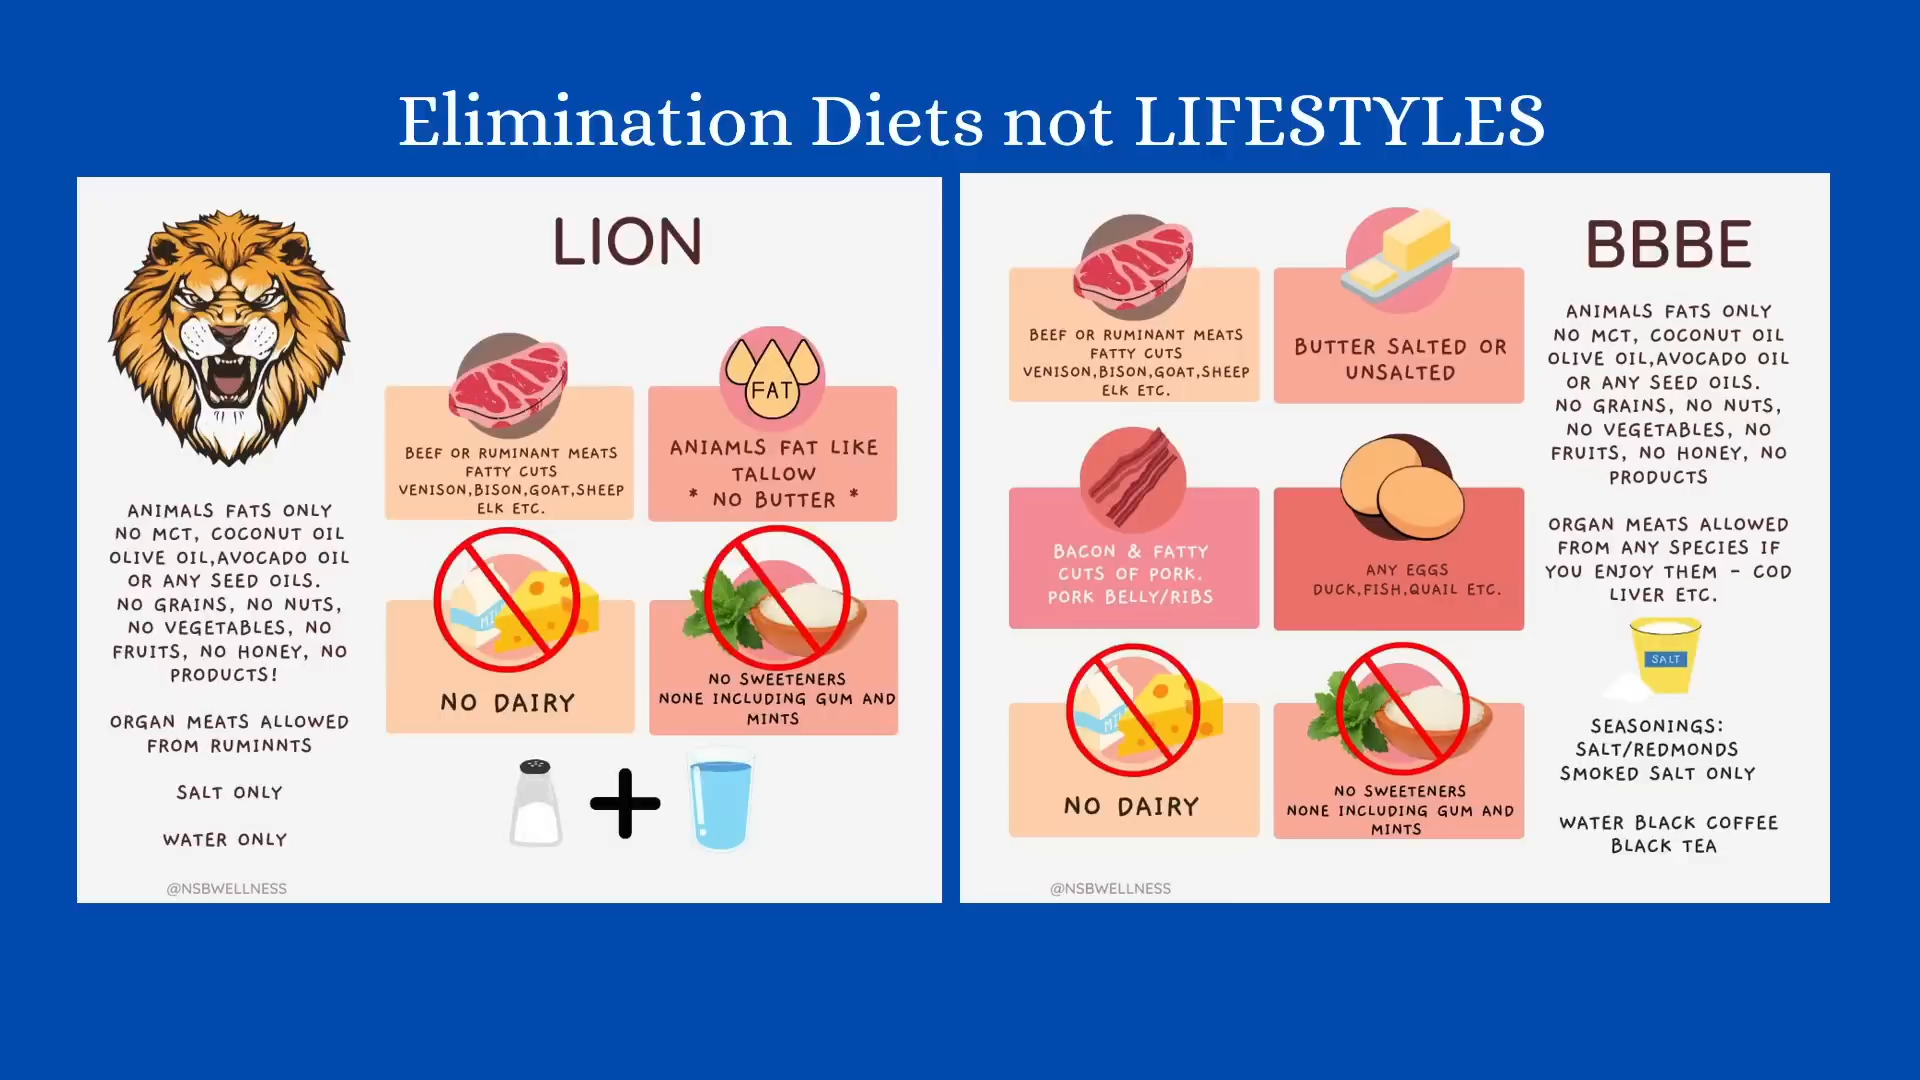 Elimination Diets not LIFESTYLES
LION
FAT
BEEF OR RUMINANT MEATS
FATTY CUTS
VENISON,BISON,GOAT,SHEEP
ELK ETC.
ANIAMLS FAT LIKE
TALLOW
* NO BUTTER *
ANIMALS FATS ONLY
NO MCT, COCONUT OIL
OLIVE OIL,AVOCADO OIL
OR ANY SEED OILS.
NO GRAINS, NO NUTS,
NO VEGETABLES, NO
FRUITS, NO HONEY, NO
PRODUCTS!
ORGAN MEATS ALLOWED
FROM RUMINNTS
SALT ONLY
WATER ONLY
NO DAIRY
NO SWEETENERS
NONE INCLUDING GUM AND
MINTS
@NSBWELLNESS
BBBE
BEEF OR RUMINANT MEATS
FATTY CUTS
VENISON,BISON,GOAT,SHEEP
ELK ETC.
BUTTER SALTED OR
UNSALTED
BACON & FATTY
CUTS OF PORK.
PORK BELLY/RIBS
ANY EGGS
DUCK,FISH,QUAIL ETC.
NO DAIRY
NO SWEETENERS
NONE INCLUDING GUM AND
MINTS
ANIMALS FATS ONLY
NO MCT, COCONUT OIL
OLIVE OIL,AVOCADO OIL
OR ANY SEED OILS.
NO GRAINS, NO NUTS,
NO VEGETABLES, NO
FRUITS, NO HONEY, NO
PRODUCTS
ORGAN MEATS ALLOWED
FROM ANY SPECIES IF
YOU ENJOY THEM - COD
LIVER ETC.
SALT
SEASONINGS:
SALT/REDMONDS
SMOKED SALT ONLY
WATER BLACK COFFEE
BLACK TEA
@NSBWELLNESS